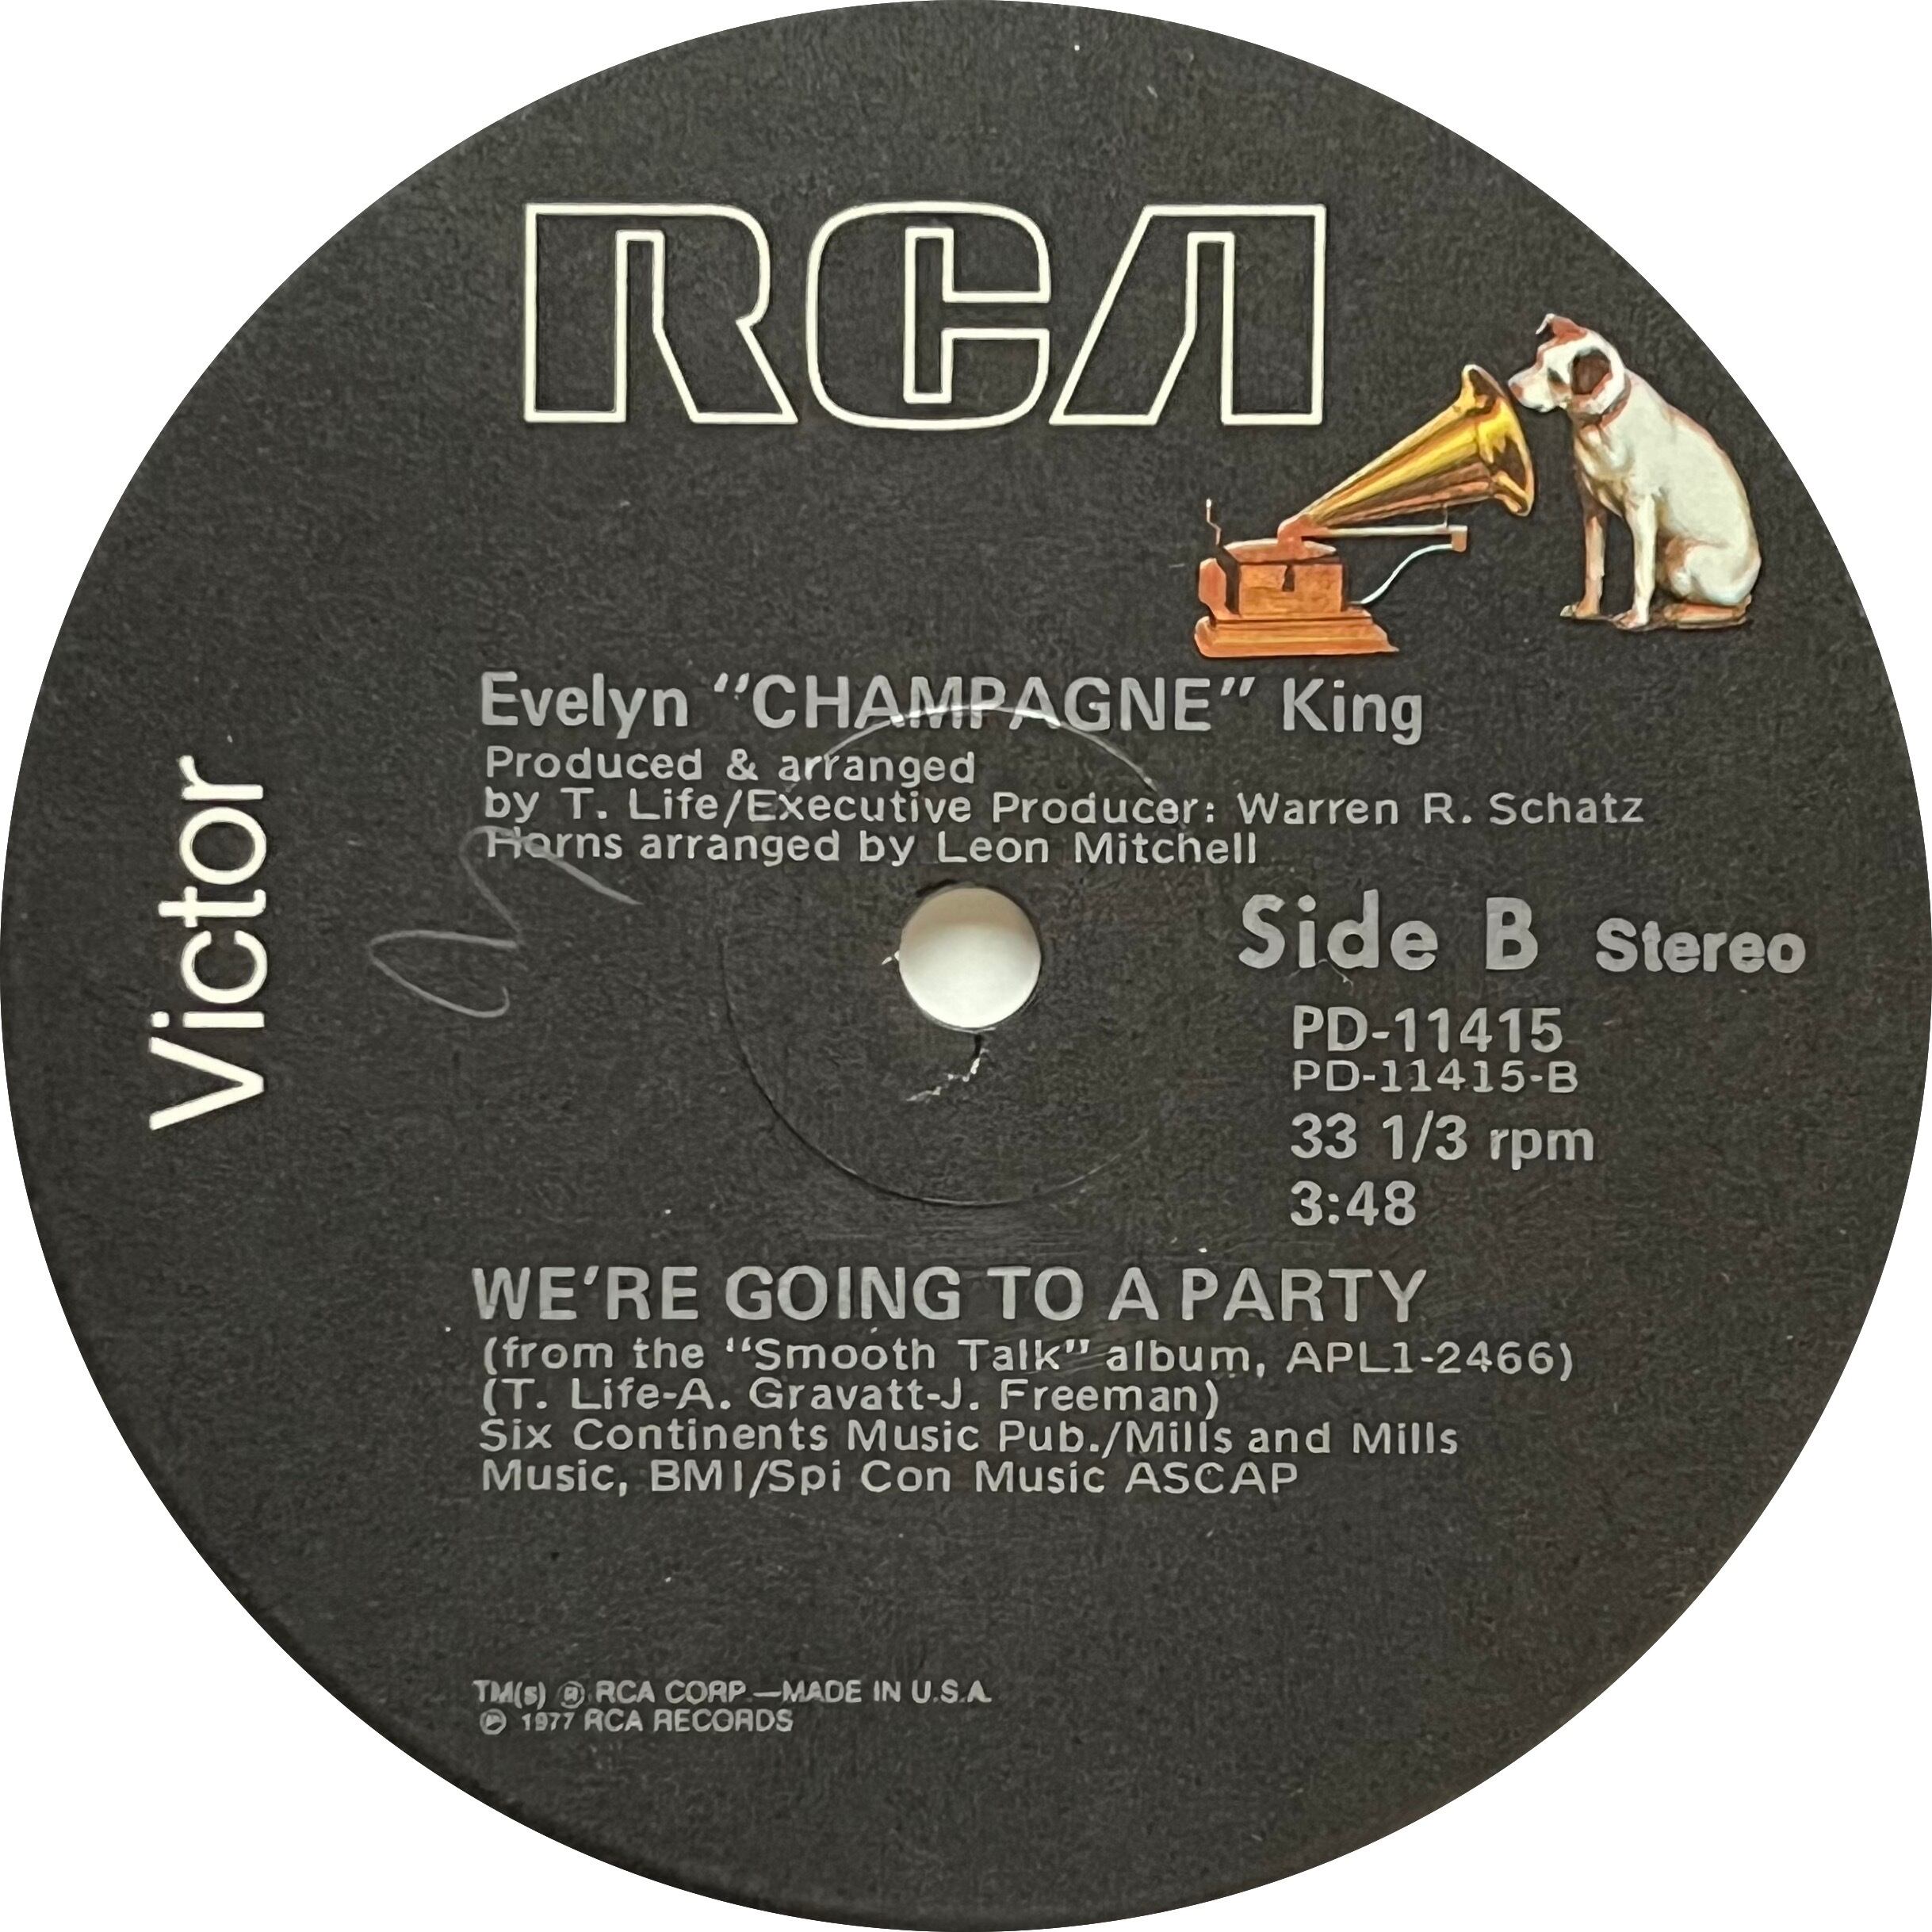 RCA
Victor
Evelyn "CHAMPAGNE" King
Produced & arranged
by T. Life/Executive Producer: Warren R. Schatz
Horns arranged by Leon Mitchell
Side B Stereo
PD-11415
PD-11415-B
33 1/3 rpm
3:48
WE'RE GOING TO A PARTY
(from the "Smooth Talk" album, APL1-2466)
(T. Life-A. Gravatt-J. Freeman)
Six Continents Music Pub./Mills and Mills
Music, BMI/Spi Con Music ASCAP
TM(s) ® RCA CORP.—MADE IN U.S.A.
℗ 1977 RCA RECORDS